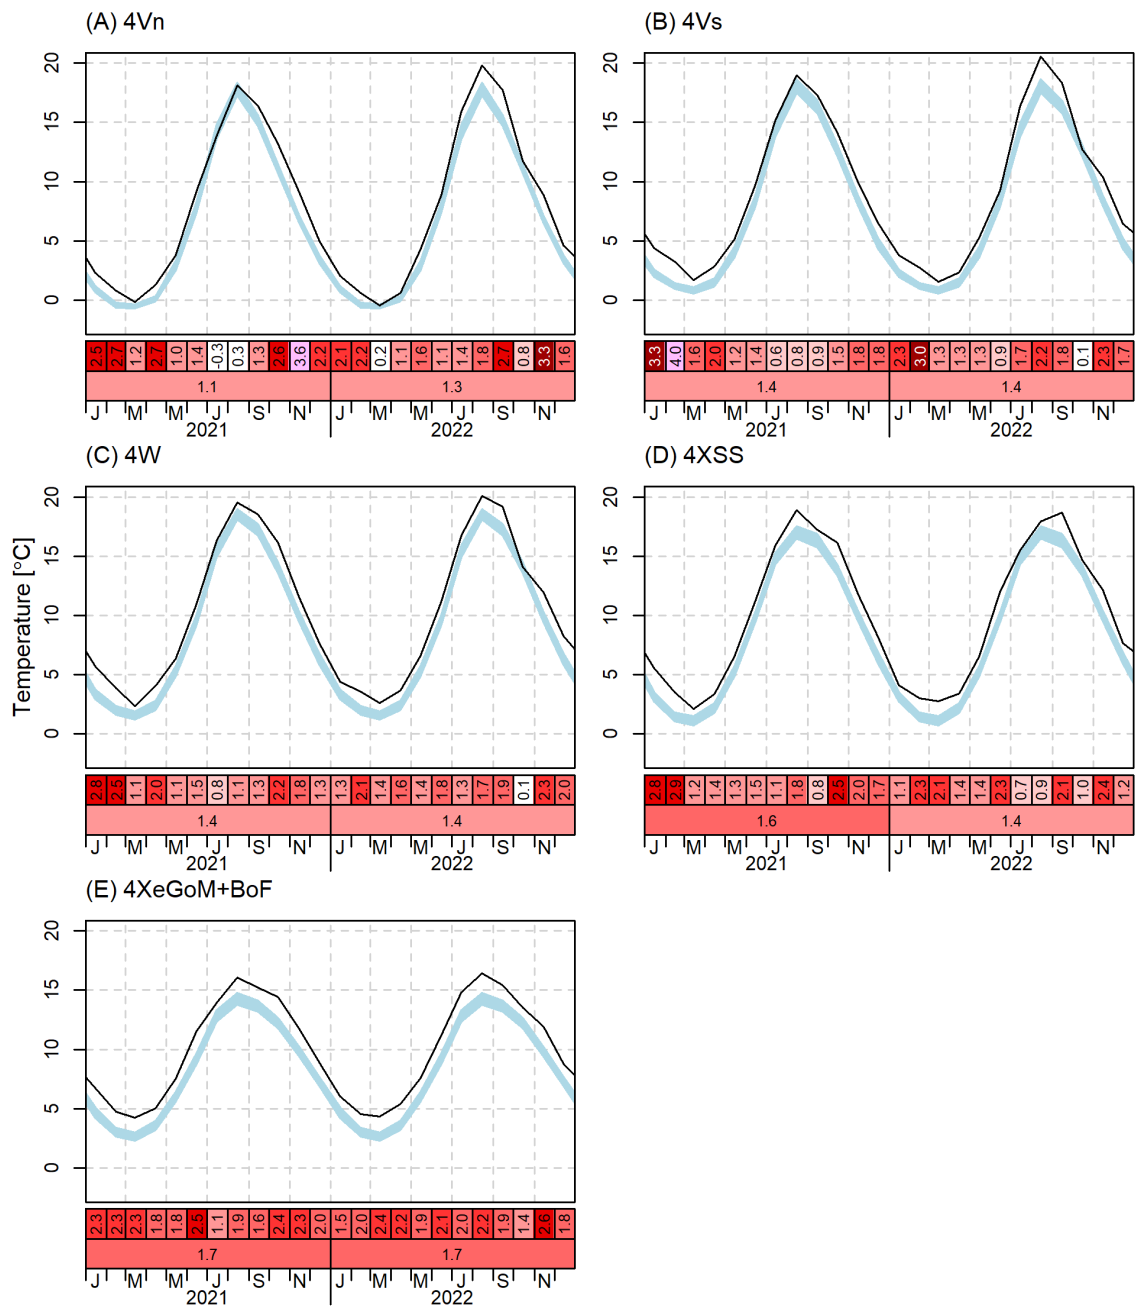 (A) 4Vn
20
15
10
5
0
2.5 2.7 1.2 2.7 1.0 1.4 -0.3 0.3 1.3 2.6 3.6 2.2 2.1 2.2 0.2 1.1 1.6 1.1 1.4 1.8 2.7 0.8 3.3 1.6
1.1 1.3
J M M J S N J M M J S N
2021 2022
(B) 4Vs
20
15
10
5
0
3.3 4.0 1.6 2.0 1.2 1.4 0.6 0.8 0.9 1.5 1.8 1.8 2.3 3.0 1.3 1.3 1.3 0.9 1.7 2.2 1.8 0.1 2.3 1.7
1.4 1.4
J M M J S N J M M J S N
2021 2022
Temperature [°C]
(C) 4W
20
15
10
5
0
2.8 2.5 1.1 2.0 1.1 1.5 0.8 1.1 1.3 2.2 1.8 1.3 1.3 2.1 1.4 1.6 1.4 1.8 1.3 1.7 1.9 0.1 2.3 2.0
1.4 1.4
J M M J S N J M M J S N
2021 2022
(D) 4XSS
20
15
10
5
0
2.8 2.9 1.2 1.4 1.3 1.5 1.1 1.8 0.8 2.5 2.0 1.7 1.1 2.3 2.1 1.4 1.4 2.3 0.7 0.9 2.1 1.0 2.4 1.2
1.6 1.4
J M M J S N J M M J S N
2021 2022
(E) 4XeGoM+BoF
20
15
10
5
0
2.3 2.3 2.3 1.8 1.8 2.5 1.1 1.9 1.6 2.4 2.3 2.0 1.5 2.0 2.4 2.2 1.9 2.1 2.0 2.2 1.9 1.4 2.6 1.8
1.7 1.7
J M M J S N J M M J S N
2021 2022